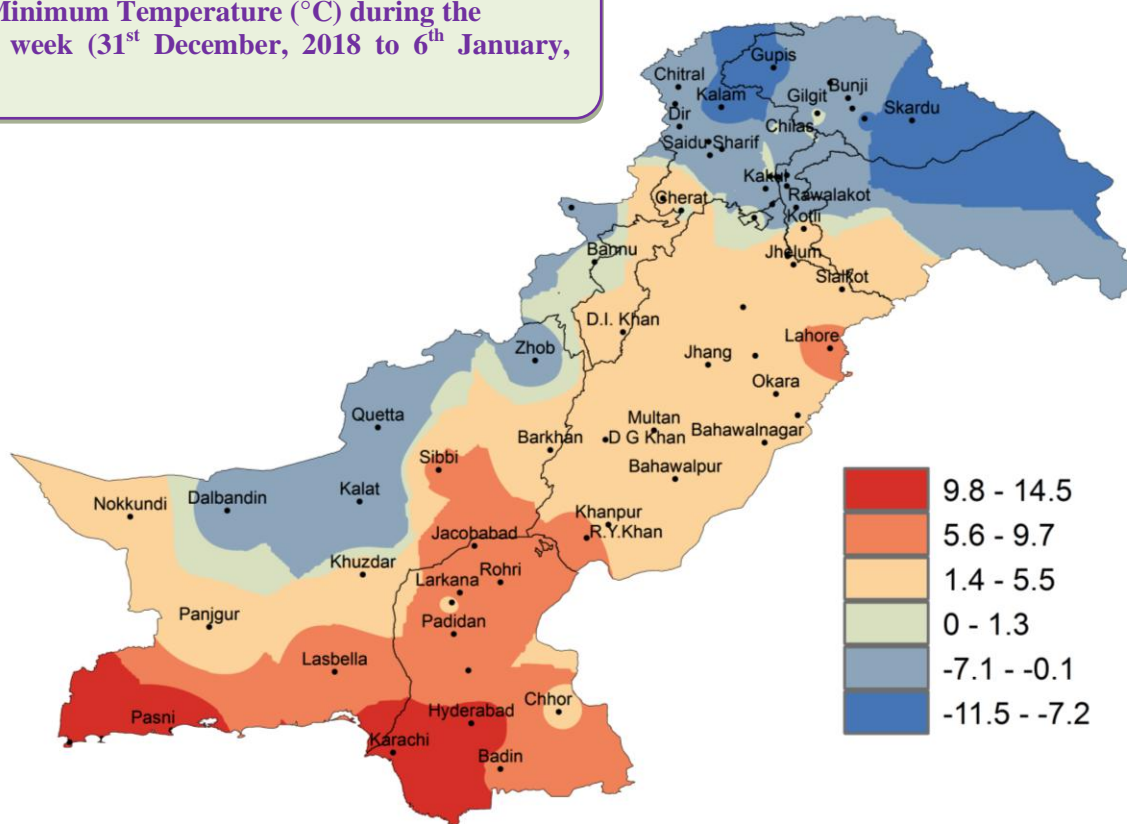 Minimum Temperature (°C) during the
week (31st December, 2018 to 6th January,
Gupis
Chitral
Bunji
Kalam
Gilgit
Skardu
Dir
Chilas
Saidu Sharif
Kakul
Rawalakot
Cherat
Kotli
Bannu
Jhelum
Sialkot
D.I. Khan
Lahore
Zhob
Jhang
Okara
Quetta
Multan
Barkhan
D G Khan
Bahawalnagar
Sibbi
Bahawalpur
Nokkundi
Dalbandin
Kalat
Khanpur
R.Y.Khan
Jacobabad
Khuzdar
Larkana
Rohri
Panjgur
Padidan
Lasbella
Chhor
Pasni
Hyderabad
Karachi
Badin
9.8 - 14.5
5.6 - 9.7
1.4 - 5.5
0 - 1.3
-7.1 - -0.1
-11.5 - -7.2